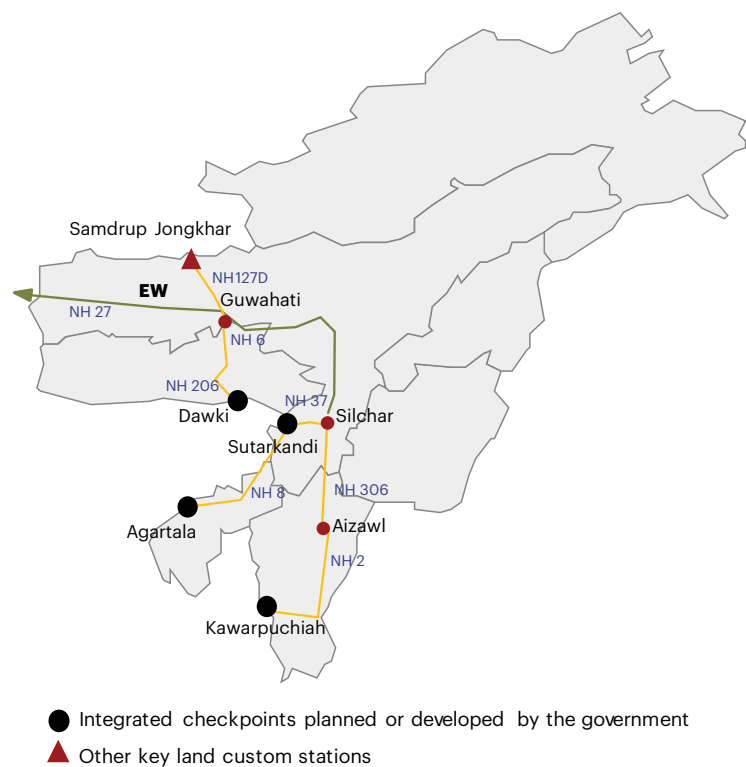 Samdrup Jongkhar
NH127D
EW
Guwahati
NH 27
NH 6
NH 206
NH 37
Dawki
Silchar
Sutarkandi
NH 8
NH 306
Agartala
Aizawl
NH 2
Kawarpuchiah
Integrated checkpoints planned or developed by the government
Other key land custom stations